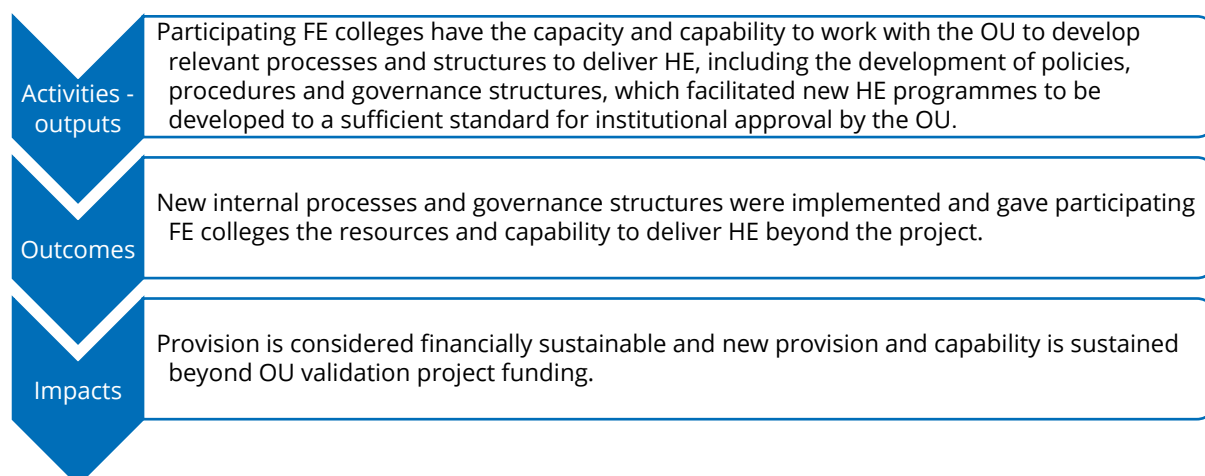 Activities -
outputs
Participating FE colleges have the capacity and capability to work with the OU to develop
relevant processes and structures to deliver HE, including the development of policies,
procedures and governance structures, which facilitated new HE programmes to be
developed to a sufficient standard for institutional approval by the OU.
Outcomes
New internal processes and governance structures were implemented and gave participating
FE colleges the resources and capability to deliver HE beyond the project.
Impacts
Provision is considered financially sustainable and new provision and capability is sustained
beyond OU validation project funding.